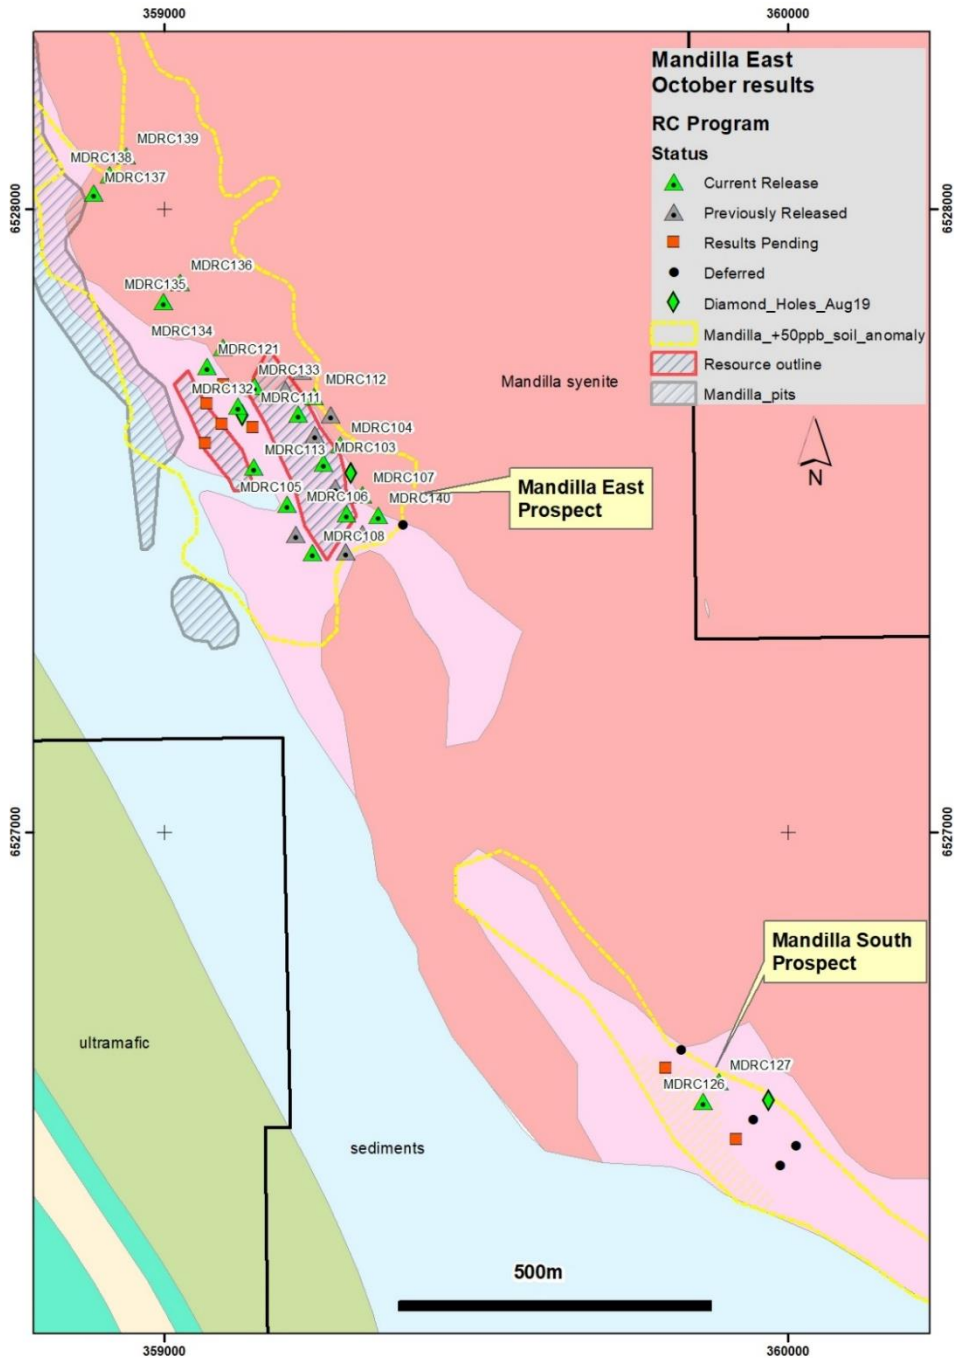 359000
360000
Mandilla East
October results
RC Program
Status
Current Release
Previously Released
Results Pending
Deferred
Diamond_Holes_Aug19
Mandilla_+50ppb_soil_anomaly
Resource outline
Mandilla_pits
6528000
6528000
MDRC139
MDRC138
MDRC137
MDRC136
MDRC135
MDRC134
MDRC121
MDRC133
MDRC112
MDRC132
MDRC111
MDRC104
MDRC113
MDRC103
MDRC107
MDRC105
MDRC106
MDRC140
MDRC108
Mandilla syenite
N
Mandilla East
Prospect
6527000
6527000
Mandilla South
Prospect
ultramafic
MDRC127
MDRC126
sediments
500m
359000
360000